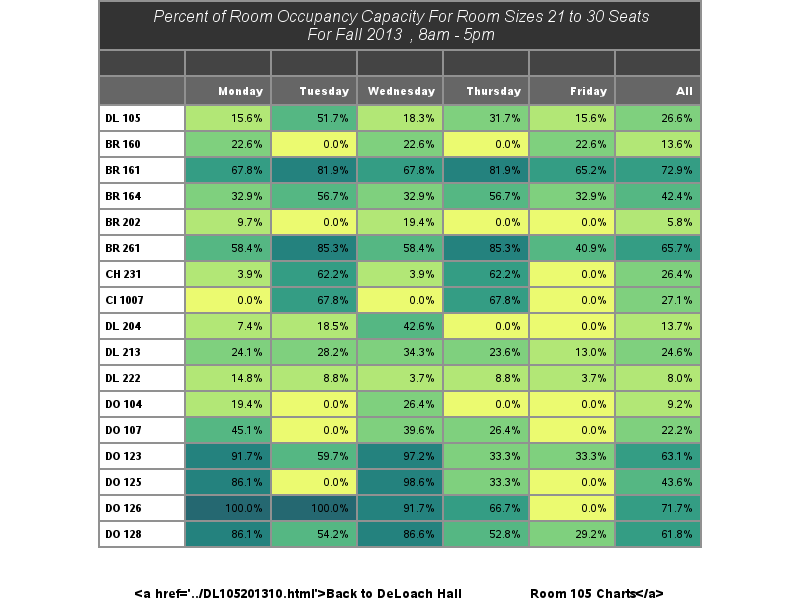 Percent of Room Occupancy Capacity For Room Sizes 21 to 30 Seats
For Fall 2013 , 8am - 5pm
Monday Tuesday Wednesday Thursday Friday All
DL 105 15.6% 51.7% 18.3% 31.7% 15.6% 26.6%
BR 160 22.6% 0.0% 22.6% 0.0% 22.6% 13.6%
BR 161 67.8% 81.9% 67.8% 81.9% 65.2% 72.9%
BR 164 32.9% 56.7% 32.9% 56.7% 32.9% 42.4%
BR 202 9.7% 0.0% 19.4% 0.0% 0.0% 5.8%
BR 261 58.4% 85.3% 58.4% 85.3% 40.9% 65.7%
CH 231 3.9% 62.2% 3.9% 62.2% 0.0% 26.4%
CI 1007 0.0% 67.8% 0.0% 67.8% 0.0% 27.1%
DL 204 7.4% 18.5% 42.6% 0.0% 0.0% 13.7%
DL 213 24.1% 28.2% 34.3% 23.6% 13.0% 24.6%
DL 222 14.8% 8.8% 3.7% 8.8% 3.7% 8.0%
DO 104 19.4% 0.0% 26.4% 0.0% 0.0% 9.2%
DO 107 45.1% 0.0% 39.6% 26.4% 0.0% 22.2%
DO 123 91.7% 59.7% 97.2% 33.3% 33.3% 63.1%
DO 125 86.1% 0.0% 98.6% 33.3% 0.0% 43.6%
DO 126 100.0% 100.0% 91.7% 66.7% 0.0% 71.7%
DO 128 86.1% 54.2% 86.6% 52.8% 29.2% 61.8%
<a href='../DL105201310.html'>Back to DeLoach Hall Room 105 Charts</a>